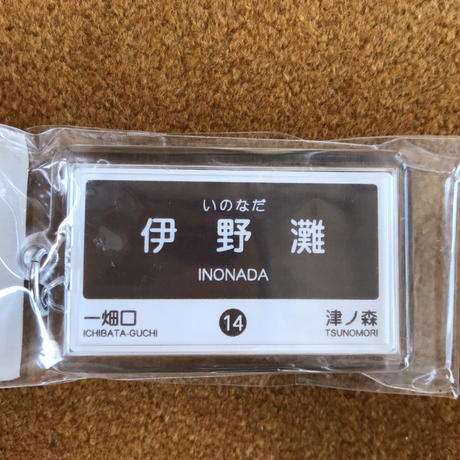 いのなだ
伊野灘
INONADA
一畑口 14 津ノ森
ICHIBATA-GUCHI TSUNOMORI